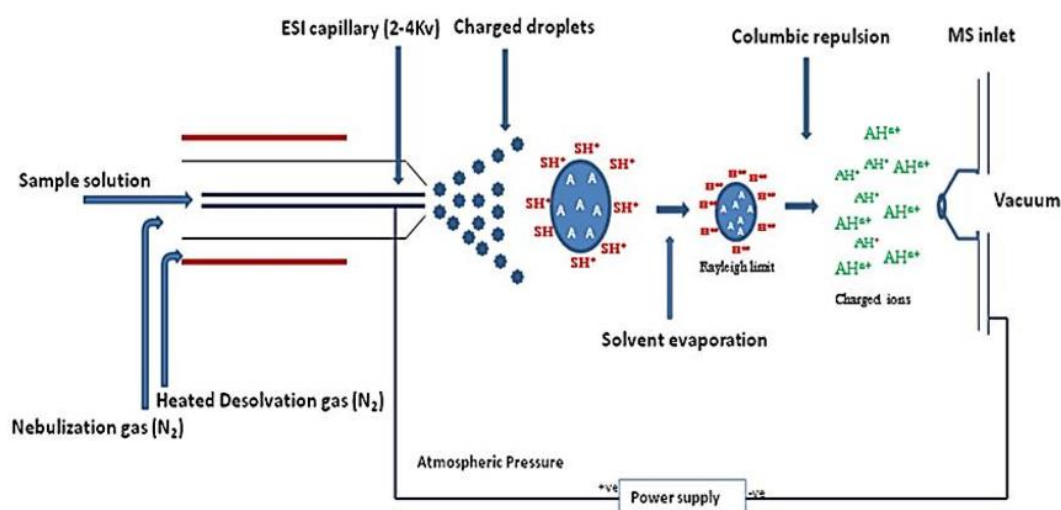 ESI capillary (2-4Kv)
Charged droplets
Columbic repulsion
MS inlet
Sample solution
SH⁺
SH⁺
SH⁺
SH⁺
SH⁺
SH
SH⁺
SH⁺
SH⁺
A A
A A A
A A
A
A A
A A
A
Rayleigh limit
AHⁿ⁺
AH⁺
AHⁿ⁺
AH⁺
AH⁺
AHⁿ⁺
AHⁿ⁺
AH⁺
AHⁿ⁺
AHⁿ⁺
Charged ions
Vacuum
Solvent evaporation
Heated Desolvation gas (N₂)
Nebulization gas (N₂)
Atmospheric Pressure
+ve
Power supply
-ve